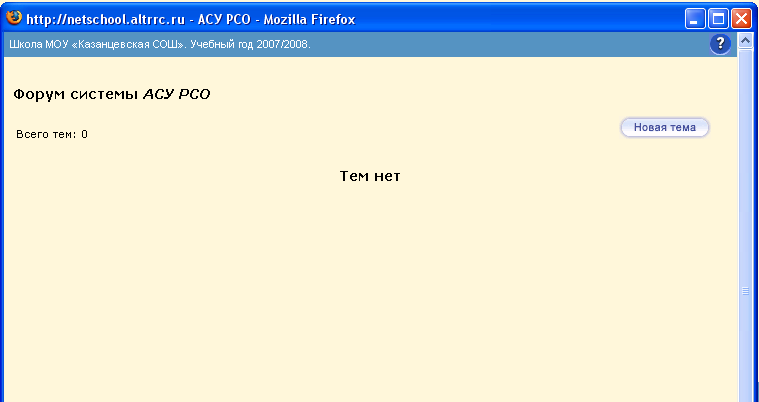 http://netschool.altrrc.ru - АСУ РСО - Mozilla Firefox
Школа МОУ «Казанцевская СОШ». Учебный год 2007/2008.
?
Форум системы АСУ РСО
Всего тем: 0
Новая тема
Тем нет